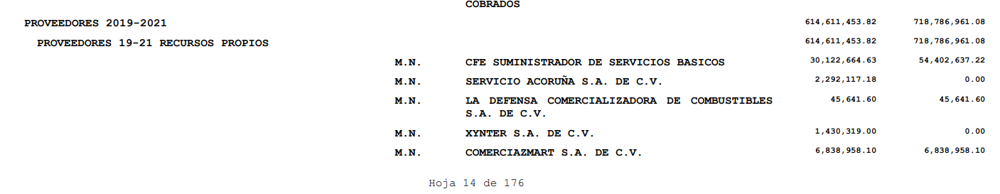 COBRADOS
PROVEEDORES 2019-2021 614,611,453.82 718,786,961.08
PROVEEDORES 19-21 RECURSOS PROPIOS 614,611,453.82 718,786,961.08
M.N. CFE SUMINISTRADOR DE SERVICIOS BASICOS 30,122,664.63 54,402,637.22
M.N. SERVICIO ACORUÑA S.A. DE C.V. 2,292,117.18 0.00
M.N. LA DEFENSA COMERCIALIZADORA DE COMBUSTIBLES 45,641.60 45,641.60
S.A. DE C.V.
M.N. XYNTER S.A. DE C.V. 1,430,319.00 0.00
M.N. COMERCIAZMART S.A. DE C.V. 6,838,958.10 6,838,958.10
Hoja 14 de 176